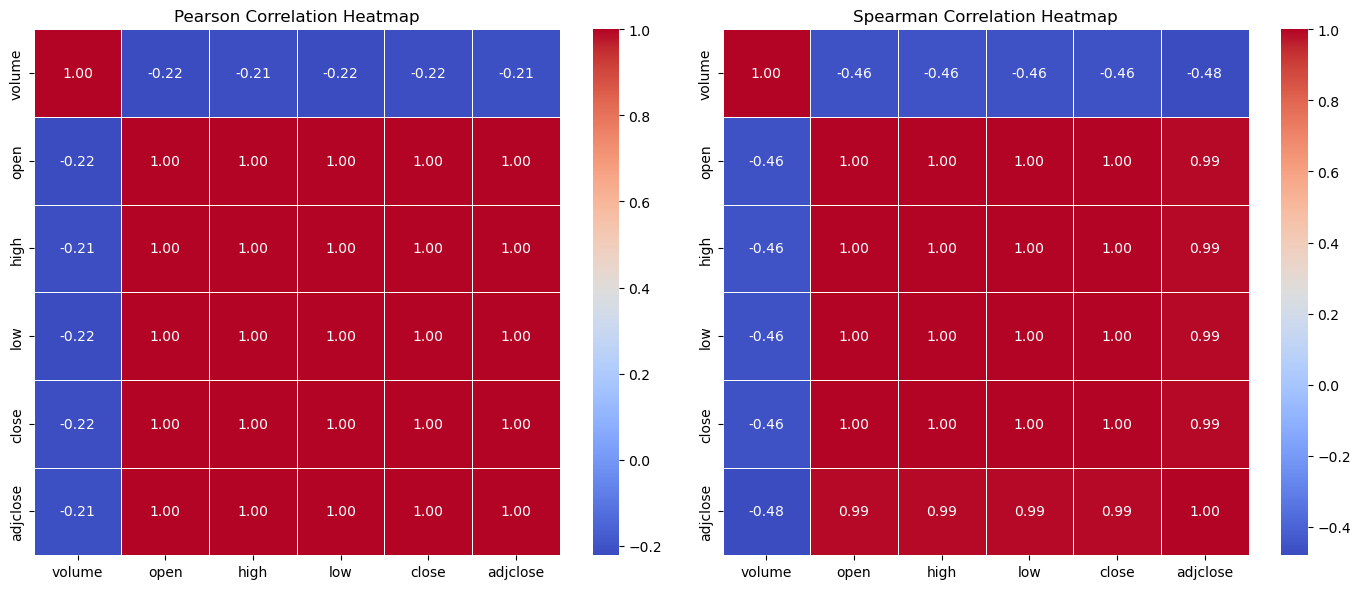 Pearson Correlation Heatmap
volume 1.00 -0.22 -0.21 -0.22 -0.22 -0.21
open -0.22 1.00 1.00 1.00 1.00 1.00
high -0.21 1.00 1.00 1.00 1.00 1.00
low -0.22 1.00 1.00 1.00 1.00 1.00
close -0.22 1.00 1.00 1.00 1.00 1.00
adjclose -0.21 1.00 1.00 1.00 1.00 1.00
volume open high low close adjclose
1.0
0.8
0.6
0.4
0.2
0.0
−0.2
Spearman Correlation Heatmap
volume 1.00 -0.46 -0.46 -0.46 -0.46 -0.48
open -0.46 1.00 1.00 1.00 1.00 0.99
high -0.46 1.00 1.00 1.00 1.00 0.99
low -0.46 1.00 1.00 1.00 1.00 0.99
close -0.46 1.00 1.00 1.00 1.00 0.99
adjclose -0.48 0.99 0.99 0.99 0.99 1.00
volume open high low close adjclose
1.0
0.8
0.6
0.4
0.2
0.0
−0.2
−0.4